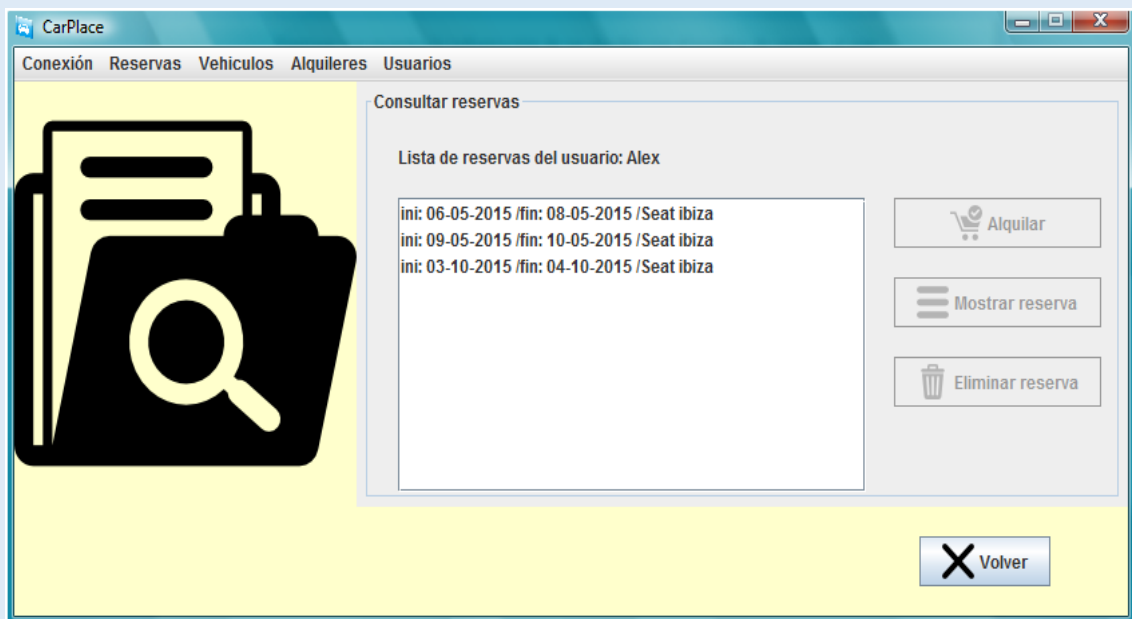 CarPlace
Conexión Reservas Vehiculos Alquileres Usuarios
Consultar reservas
Lista de reservas del usuario: Alex
ini: 06-05-2015 /fin: 08-05-2015 /Seat ibiza
ini: 09-05-2015 /fin: 10-05-2015 /Seat ibiza
ini: 03-10-2015 /fin: 04-10-2015 /Seat ibiza
Alquilar
Mostrar reserva
Eliminar reserva
Volver